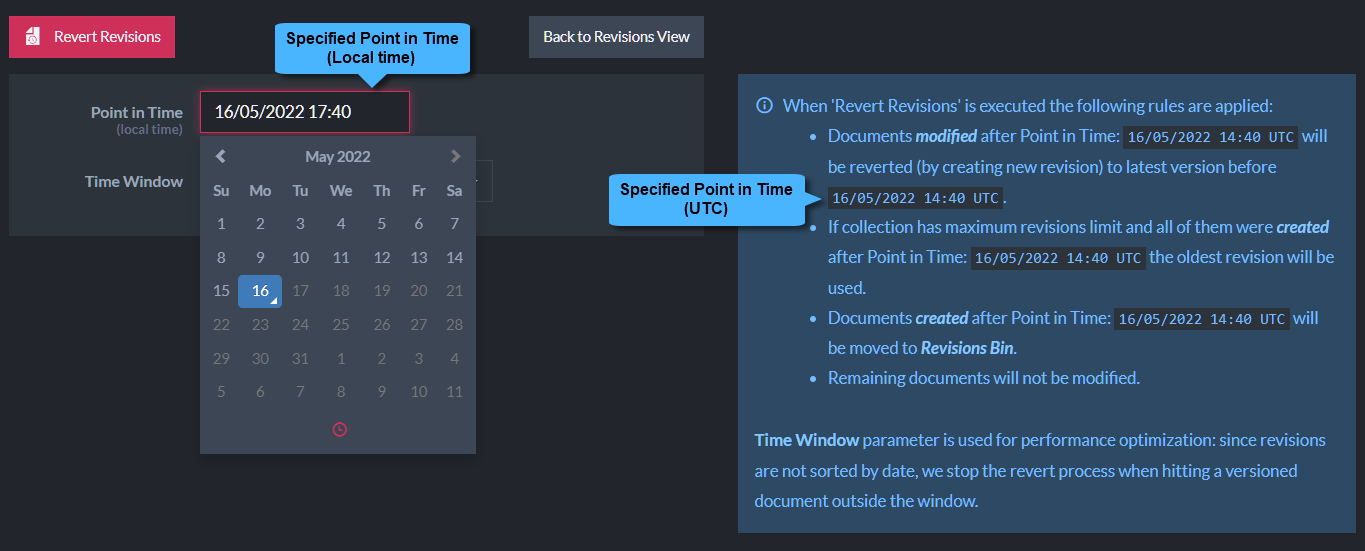 Revert Revisions
Specified Point in Time
(Local time)
Back to Revisions View
Point in Time
(local time)
16/05/2022 17:40
Time Window
May 2022
Su Mo Tu We Th Fr Sa
1 2 3 4 5 6 7
8 9 10 11 12 13 14
15 16 17 18 19 20 21
22 23 24 25 26 27 28
29 30 31 1 2 3 4
5 6 7 8 9 10 11
When 'Revert Revisions' is executed the following rules are applied:
• Documents modified after Point in Time: 16/05/2022 14:40 UTC will
be reverted (by creating new revision) to latest version before
16/05/2022 14:40 UTC.
Specified Point in Time
(UTC)
• If collection has maximum revisions limit and all of them were created
after Point in Time: 16/05/2022 14:40 UTC the oldest revision will be
used.
• Documents created after Point in Time: 16/05/2022 14:40 UTC will
be moved to Revisions Bin.
• Remaining documents will not be modified.
Time Window parameter is used for performance optimization: since revisions
are not sorted by date, we stop the revert process when hitting a versioned
document outside the window.